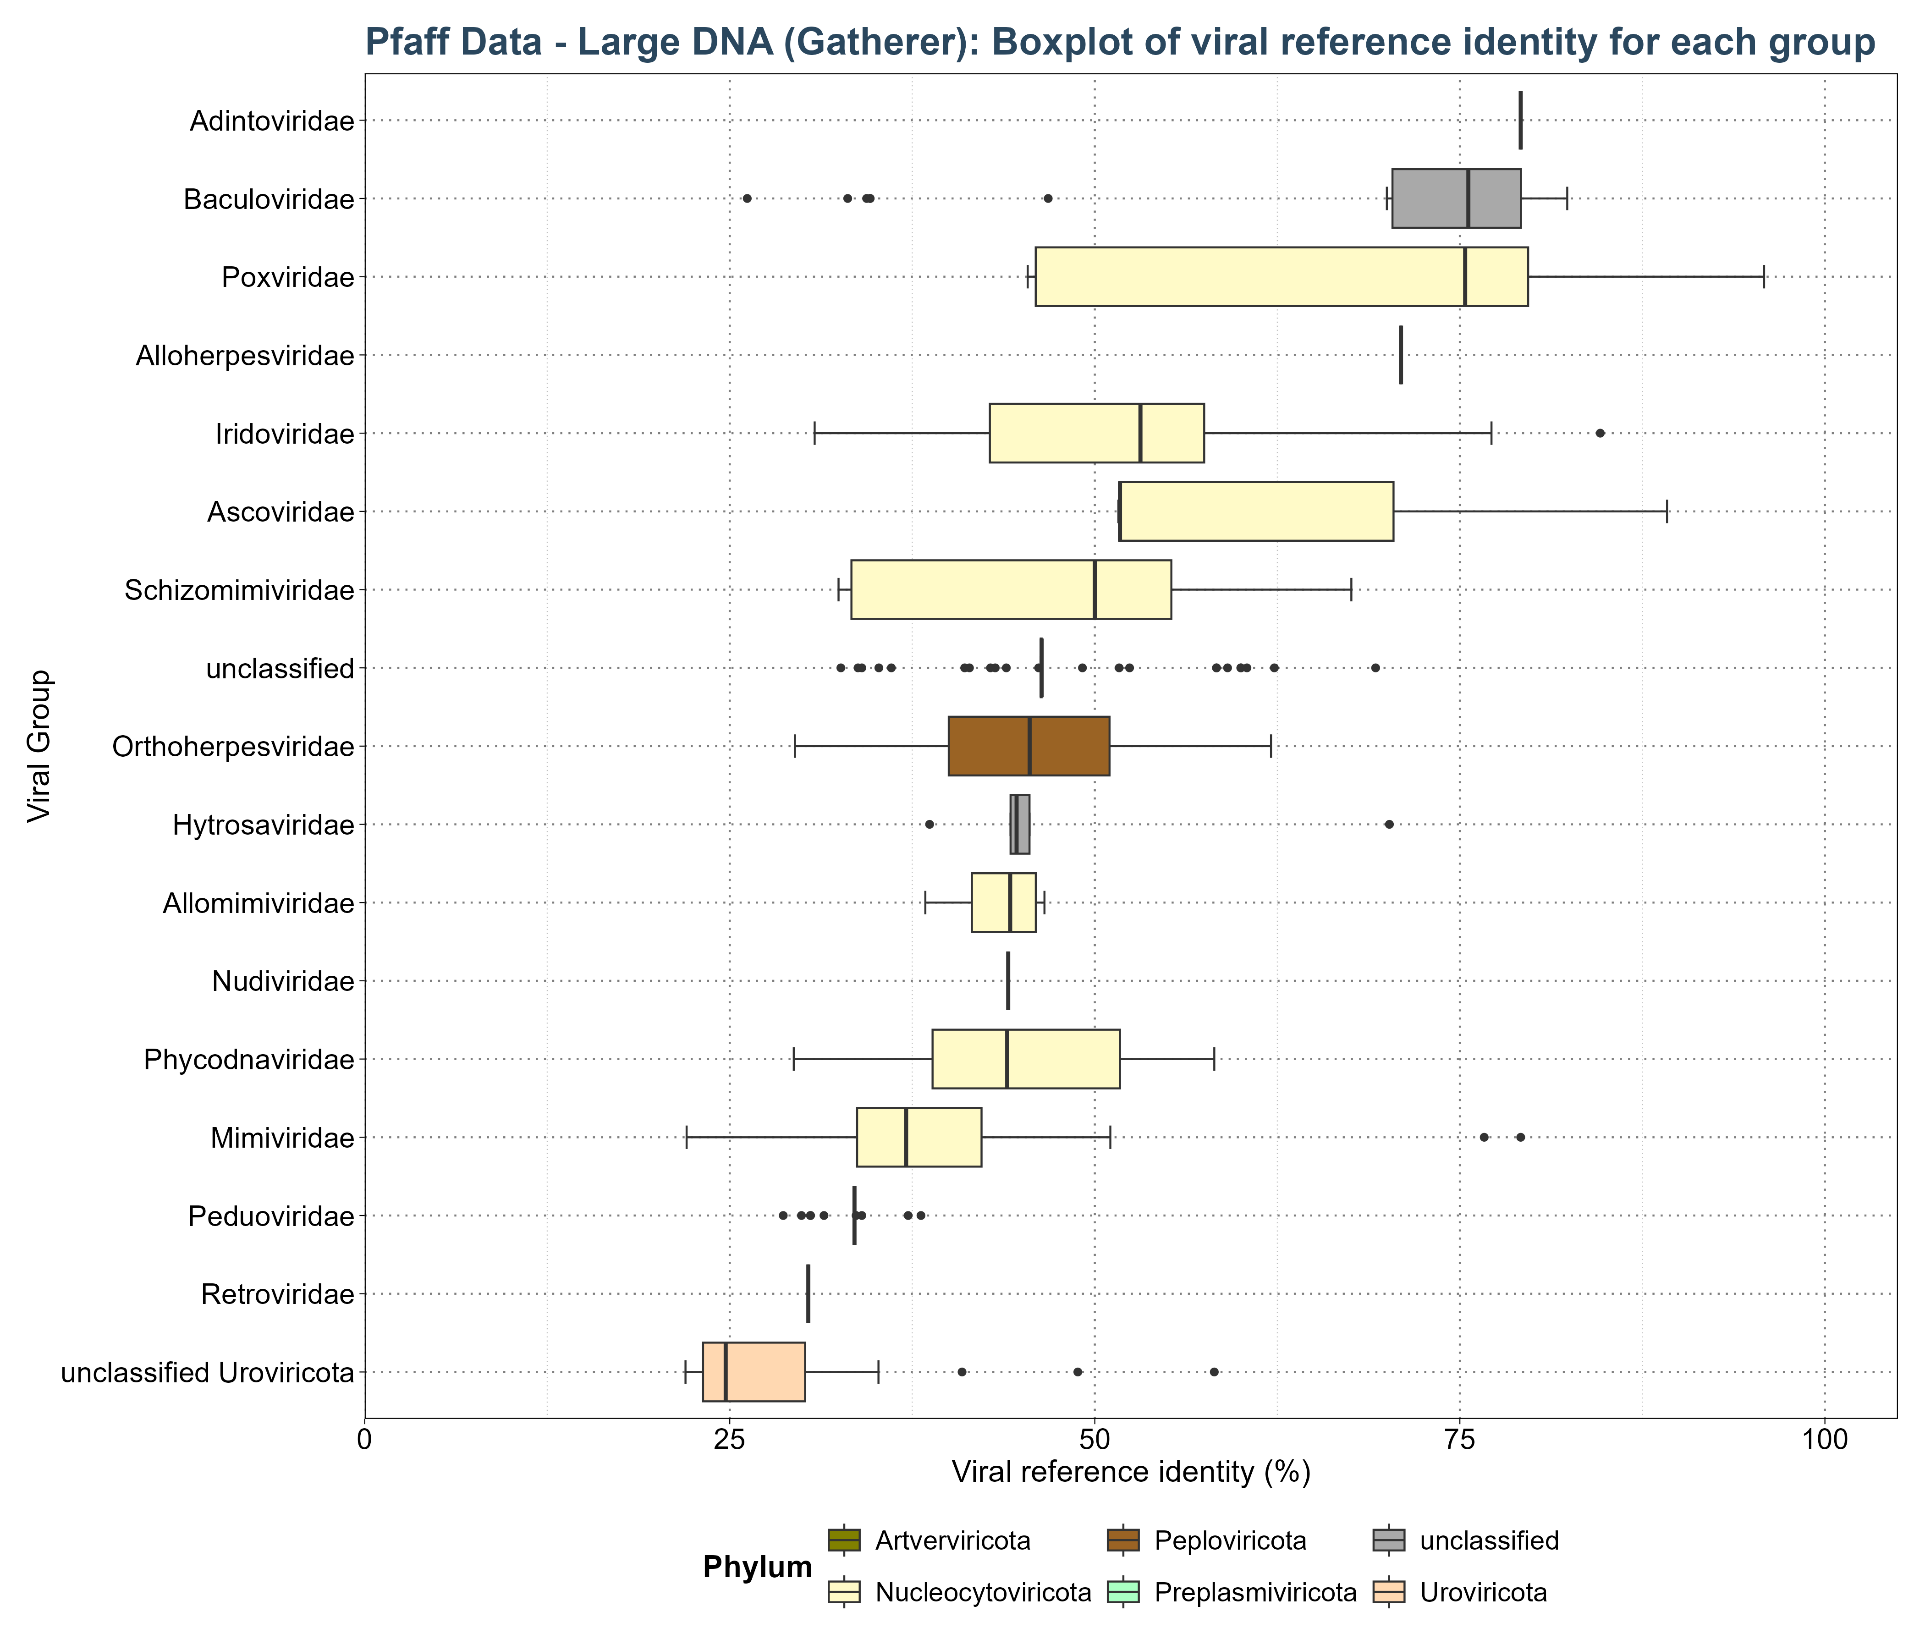 Pfaff Data - Large DNA (Gatherer): Boxplot of viral reference identity for each group
Viral Group
Adintoviridae
Baculoviridae
Poxviridae
Alloherpesviridae
Iridoviridae
Ascoviridae
Schizomimiviridae
unclassified
Orthoherpesviridae
Hytrosaviridae
Allomimiviridae
Nudiviridae
Phycodnaviridae
Mimiviridae
Peduoviridae
Retroviridae
unclassified Uroviricota
0 25 50 75 100
Viral reference identity (%)
Phylum
Artverviricota Peploviricota unclassified
Nucleocytoviricota Preplasmiviricota Uroviricota